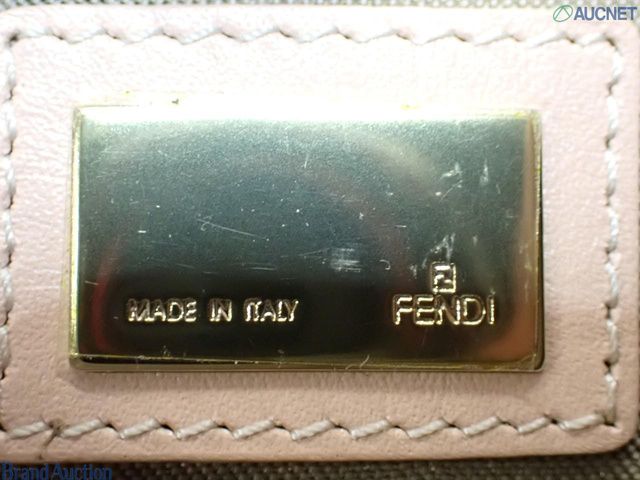 AUCNET
MADE IN ITALY
FENDI
Brand Auction